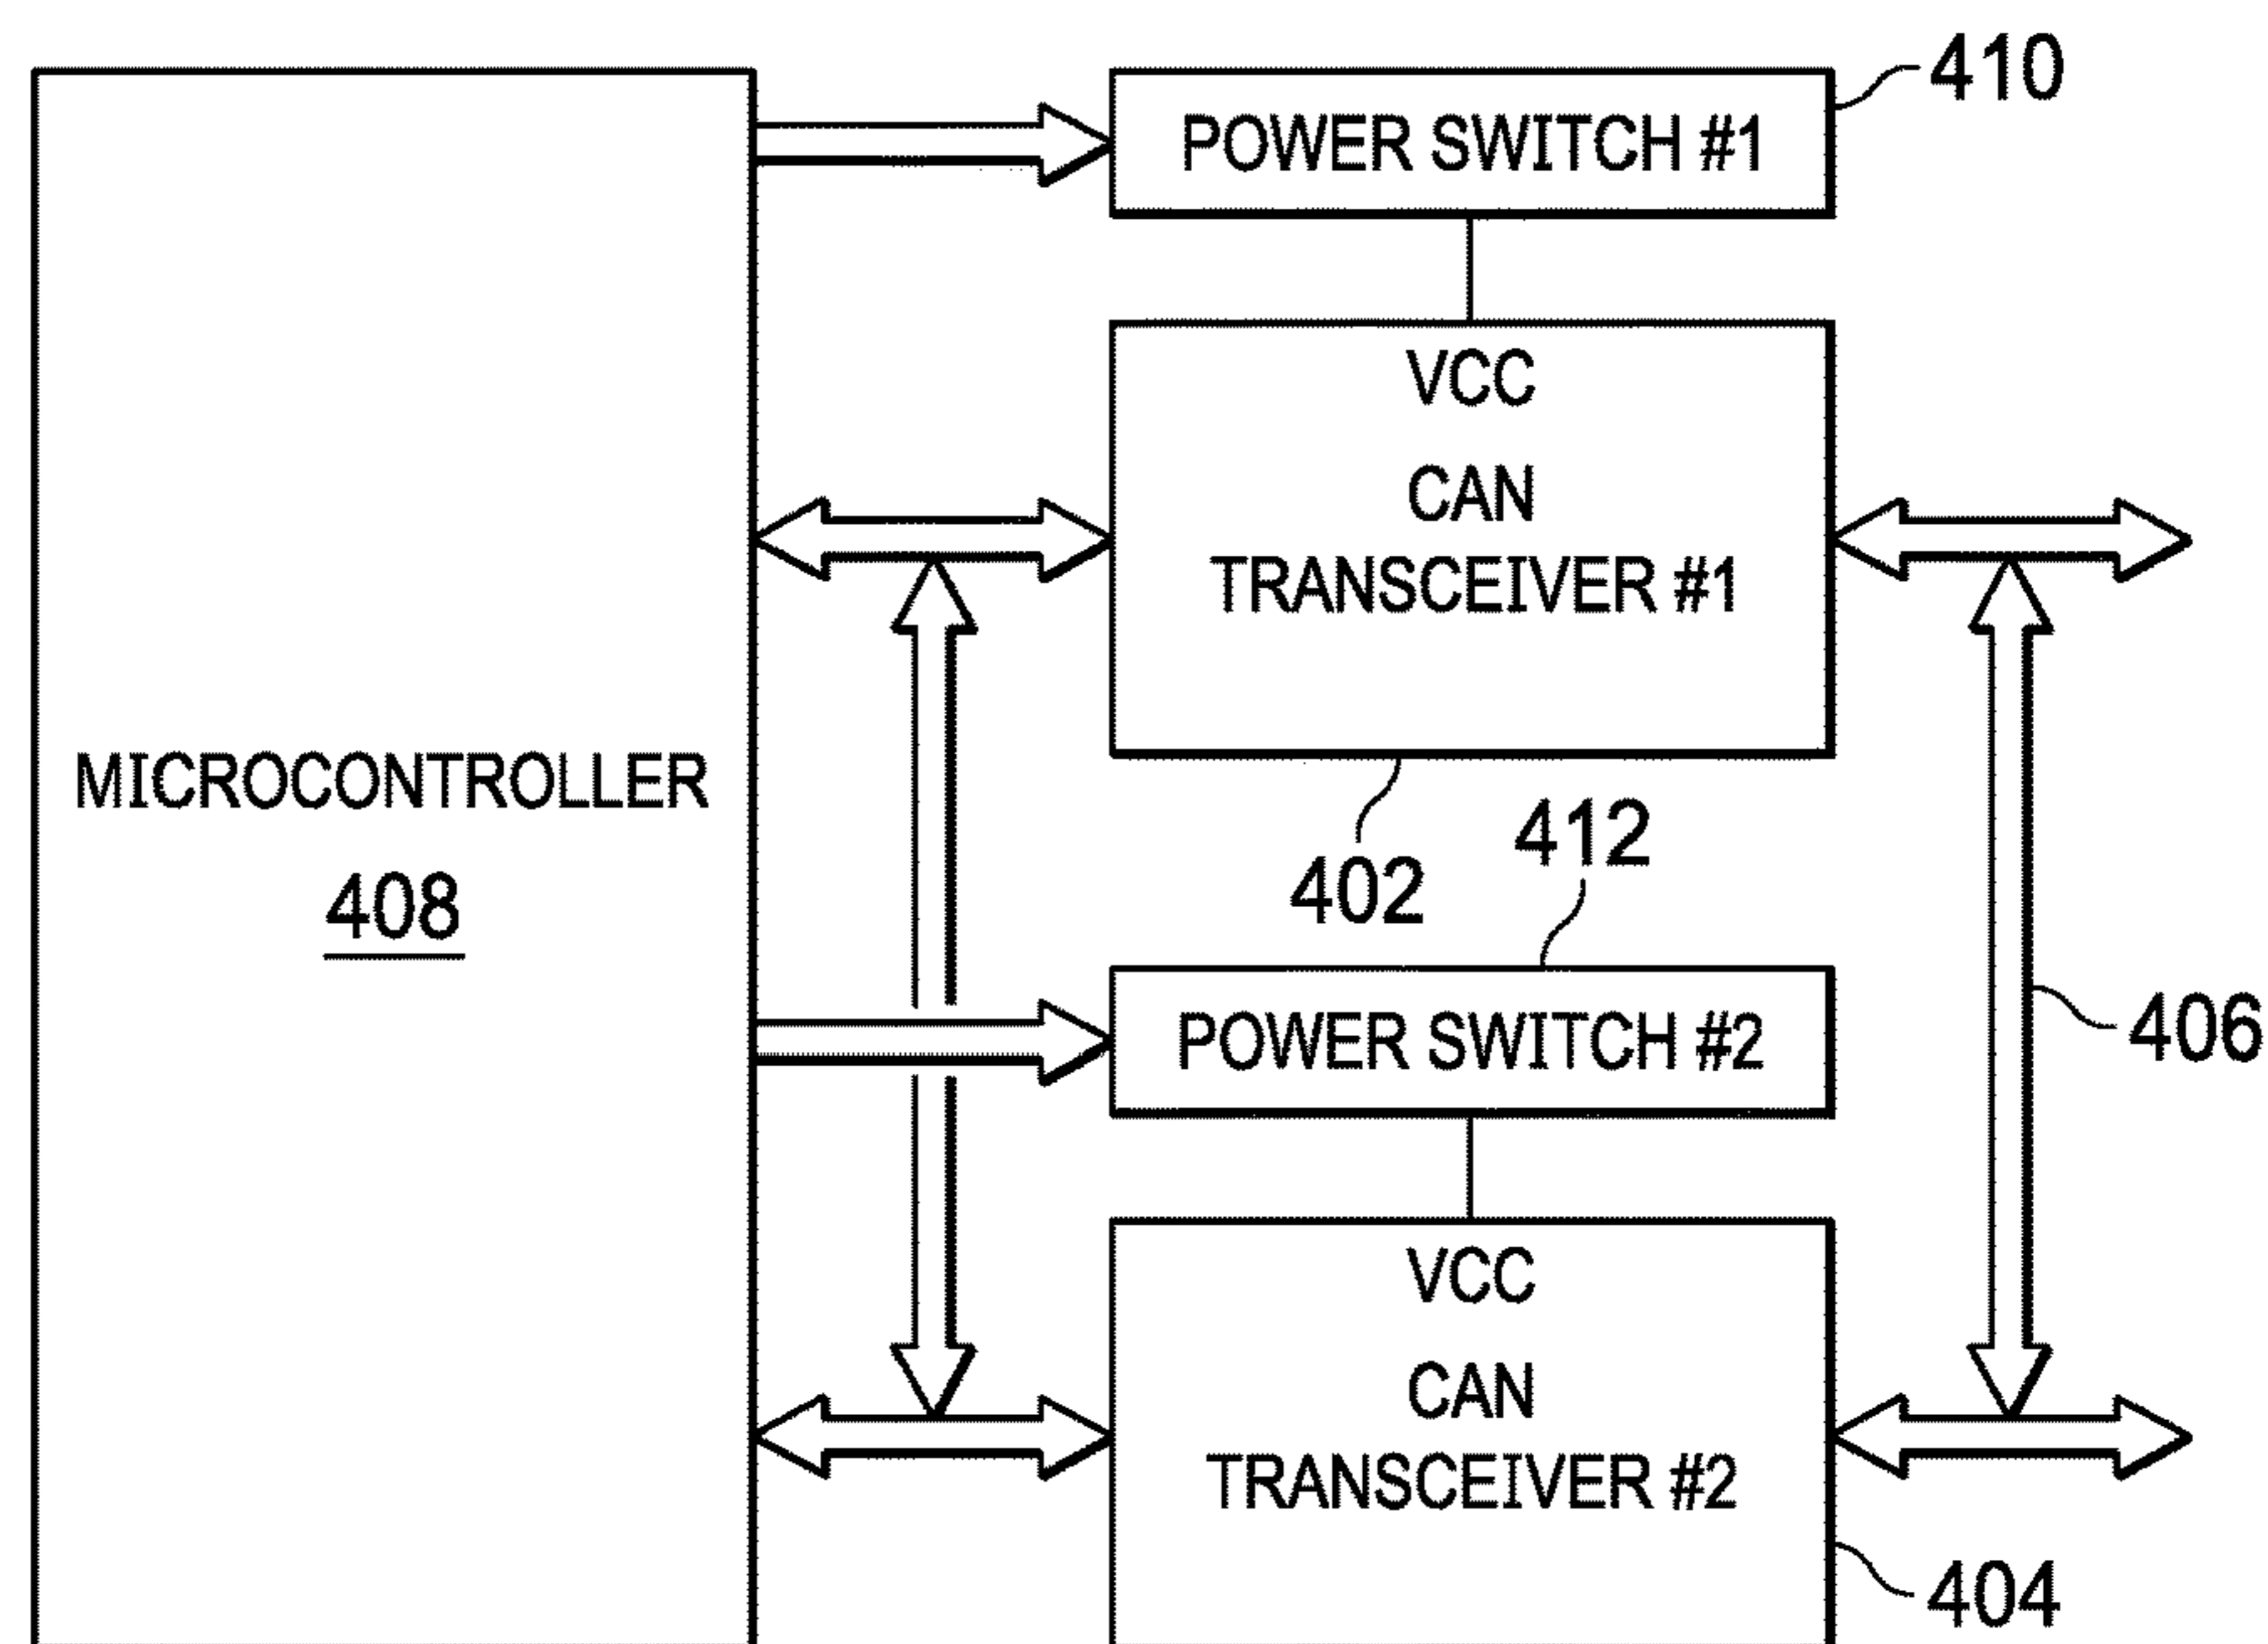 410
POWER SWITCH #1
VCC
CAN
TRANSCEIVER #1
MICROCONTROLLER
408
402
412
POWER SWITCH #2
406
VCC
CAN
TRANSCEIVER #2
404